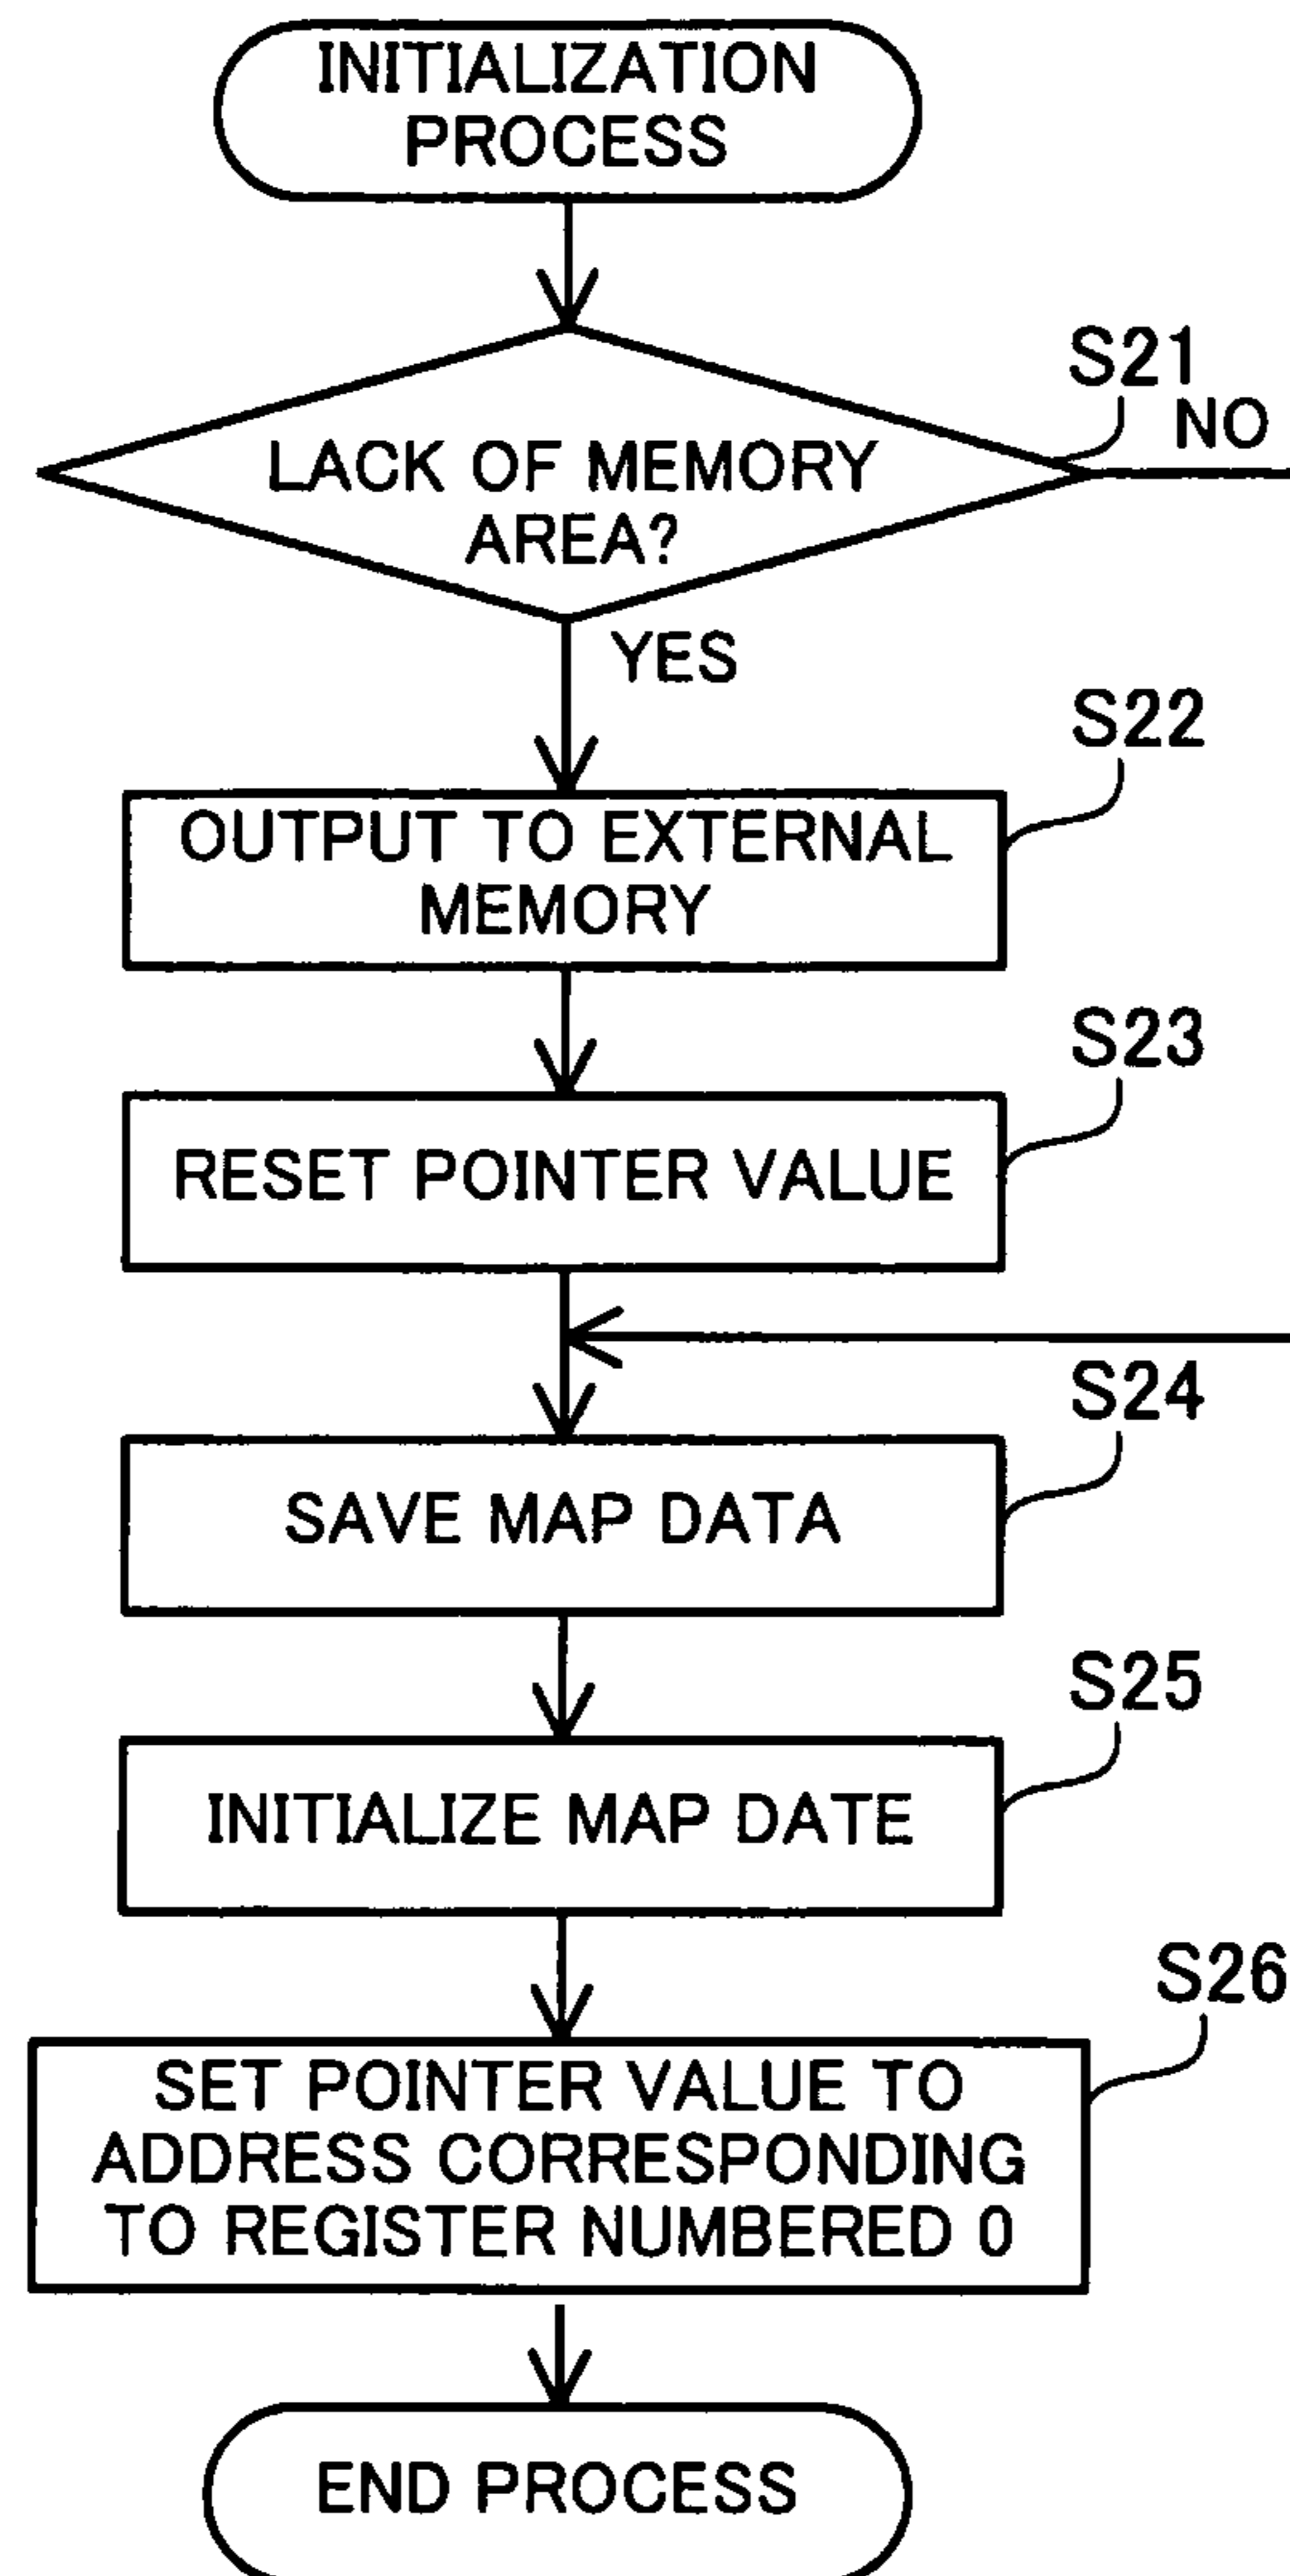 INITIALIZATION
PROCESS
S21
NO
LACK OF MEMORY
AREA?
YES
S22
OUTPUT TO EXTERNAL
MEMORY
S23
RESET POINTER VALUE
S24
SAVE MAP DATA
S25
INITIALIZE MAP DATE
S26
SET POINTER VALUE TO
ADDRESS CORRESPONDING
TO REGISTER NUMBERED 0
END PROCESS